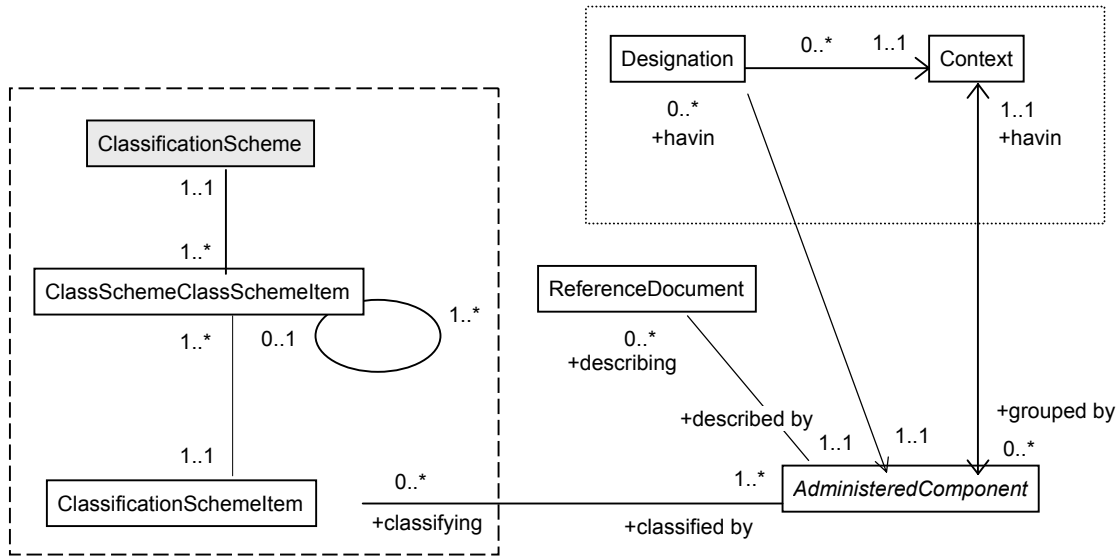 Designation
0..*
1..1
Context
0..*
+havin
1..1
+havin
ClassificationScheme
1..1
1..*
ClassSchemeClassSchemeItem
1..*
0..1
1..*
1..1
ClassificationSchemeItem
ReferenceDocument
0..*
+describing
+described by
1..1
1..1
+grouped by
0..*
0..*
+classifying
1..*
+classified by
AdministeredComponent